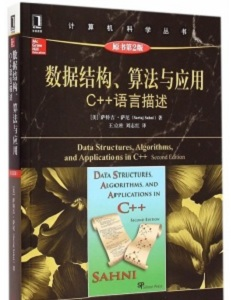 计算机科学丛书
原书第2版
数据结构、算法与应用
C++语言描述
[美] 萨特吉·萨尼 (Sartaj Sahni) 著
王立柱 刘志红 译
Data Structures, Algorithms,
and Applications in C++ Second Edition
DATA STRUCTURES,
ALGORITHMS, AND
APPLICATIONS IN
C++
SECOND EDITION
SAHNI
数据结构、算法与应用
C++语言描述